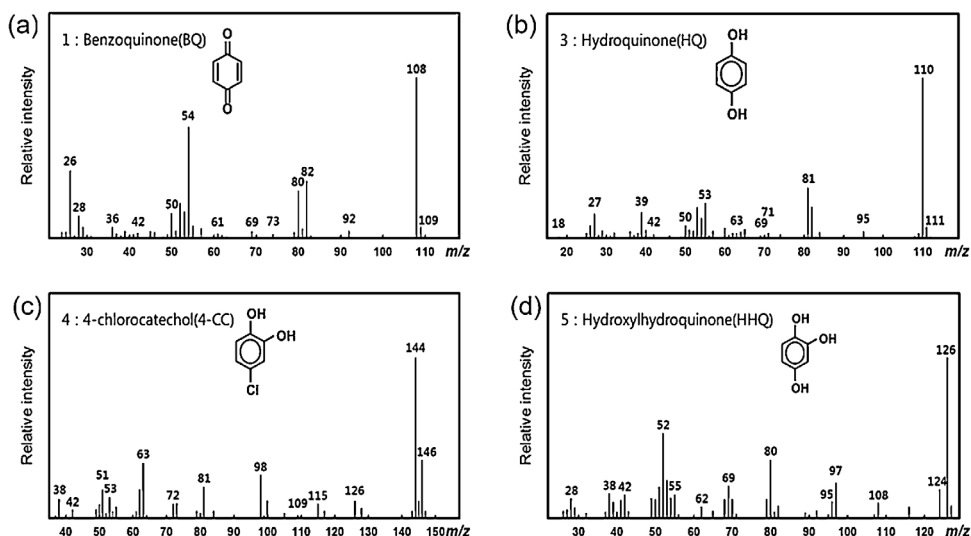 (a)
1 : Benzoquinone(BQ)
O
O
Relative intensity
26
28
36
42
50
54
61
69
73
80
82
92
108
109
30 40 50 60 70 80 90 100 110 m/z
(b)
3 : Hydroquinone(HQ)
OH
OH
Relative intensity
18
27
39
42
50
53
63
69
71
81
95
110
111
20 30 40 50 60 70 80 90 100 110 m/z
(c)
4 : 4-chlorocatechol(4-CC)
OH
OH
Cl
Relative intensity
38
42
51
53
63
72
81
98
109
115
126
144
146
40 50 60 70 80 90 100 110 120 130 140 150 m/z
(d)
5 : Hydroxylhydroquinone(HHQ)
OH
OH
OH
Relative intensity
28
38
42
52
55
62
69
80
95
97
108
124
126
30 40 50 60 70 80 90 100 110 120 m/z